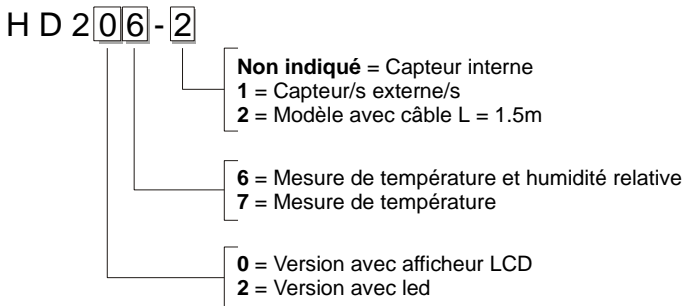 H D 2 0 6 - 2
Non indiqué = Capteur interne
1 = Capteur/s externe/s
2 = Modèle avec câble L = 1.5m
6 = Mesure de température et humidité relative
7 = Mesure de température
0 = Version avec afficheur LCD
2 = Version avec led